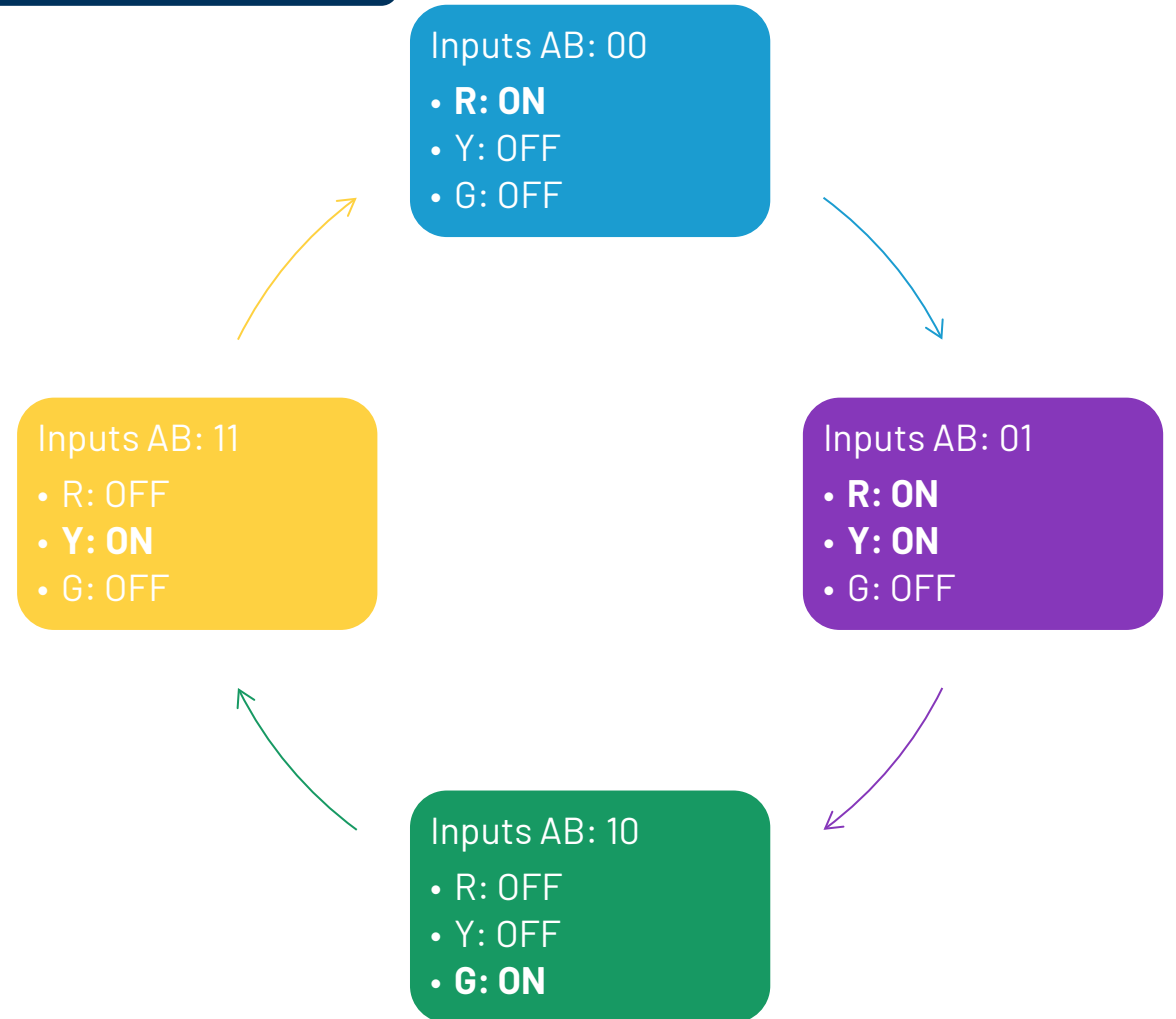 Inputs AB: 00
• R: ON
• Y: OFF
• G: OFF
Inputs AB: 11
• R: OFF
• Y: ON
• G: OFF
Inputs AB: 01
• R: ON
• Y: ON
• G: OFF
Inputs AB: 10
• R: OFF
• Y: OFF
• G: ON